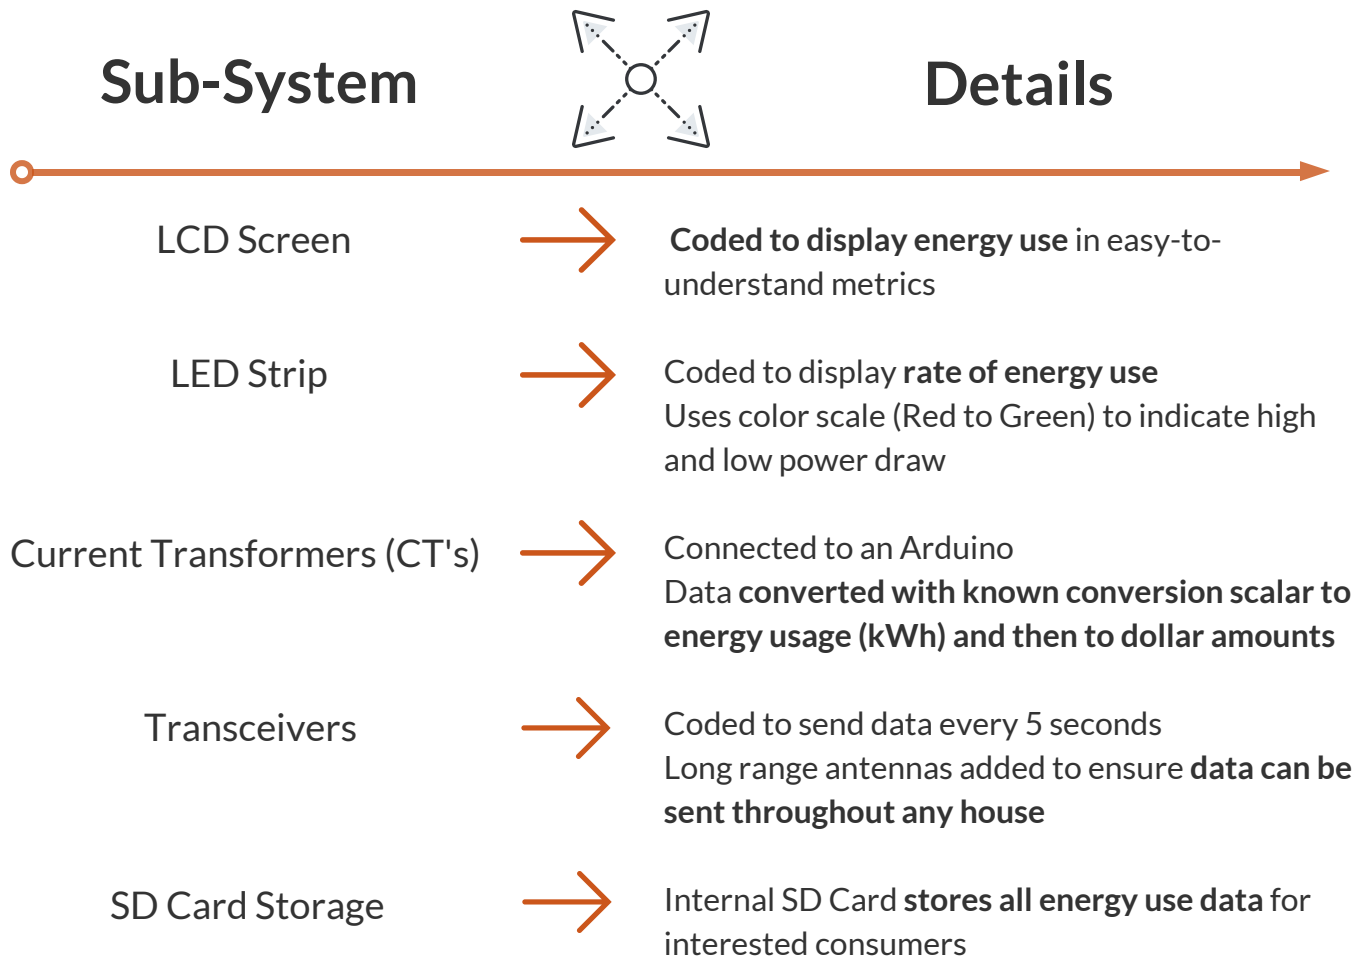 Sub-System
Details
LCD Screen
Coded to display energy use in easy-to-
understand metrics
LED Strip
Coded to display rate of energy use
Uses color scale (Red to Green) to indicate high
and low power draw
Current Transformers (CT's)
Connected to an Arduino
Data converted with known conversion scalar to
energy usage (kWh) and then to dollar amounts
Transceivers
Coded to send data every 5 seconds
Long range antennas added to ensure data can be
sent throughout any house
SD Card Storage
Internal SD Card stores all energy use data for
interested consumers